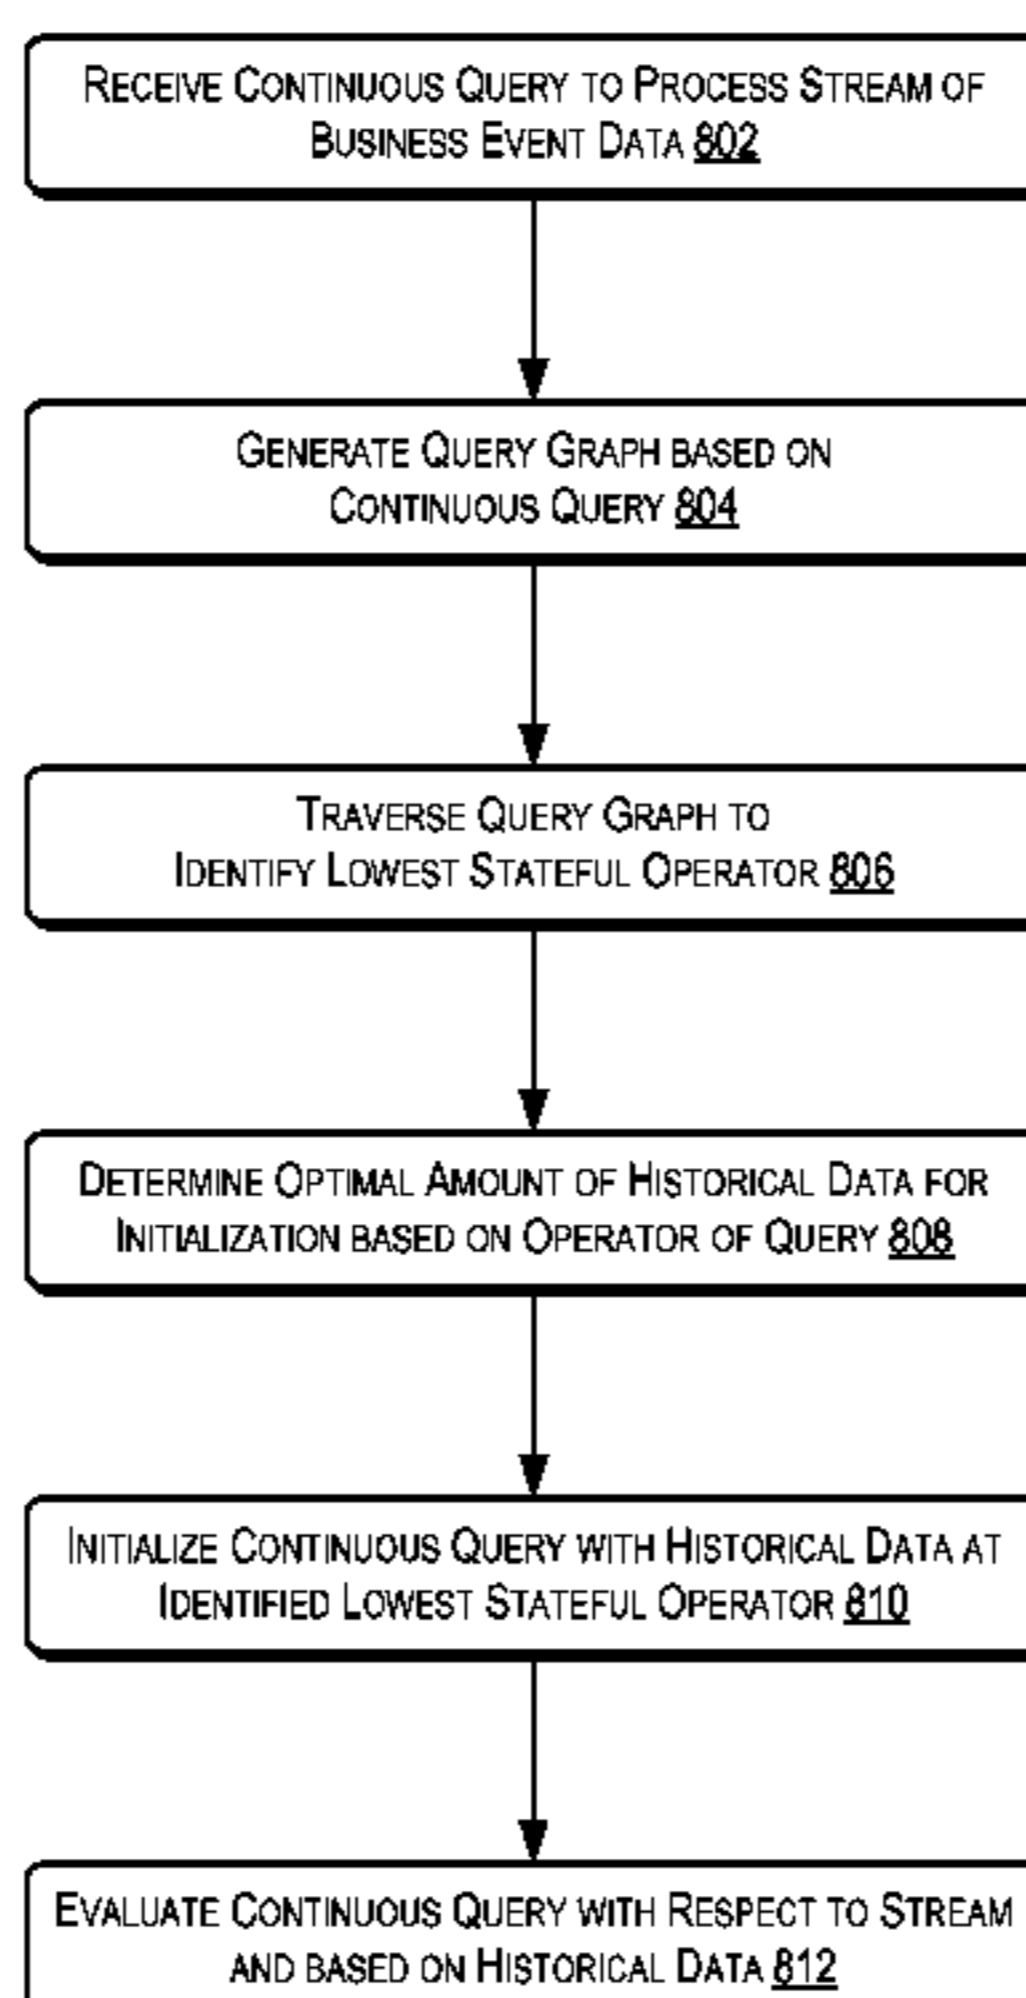 RECEIVE CONTINUOUS QUERY TO PROCESS STREAM OF
BUSINESS EVENT DATA 802
GENERATE QUERY GRAPH BASED ON
CONTINUOUS QUERY 804
TRAVERSE QUERY GRAPH TO
IDENTIFY LOWEST STATEFUL OPERATOR 806
DETERMINE OPTIMAL AMOUNT OF HISTORICAL DATA FOR
INITIALIZATION BASED ON OPERATOR OF QUERY 808
INITIALIZE CONTINUOUS QUERY WITH HISTORICAL DATA AT
IDENTIFIED LOWEST STATEFUL OPERATOR 810
EVALUATE CONTINUOUS QUERY WITH RESPECT TO STREAM
AND BASED ON HISTORICAL DATA 812